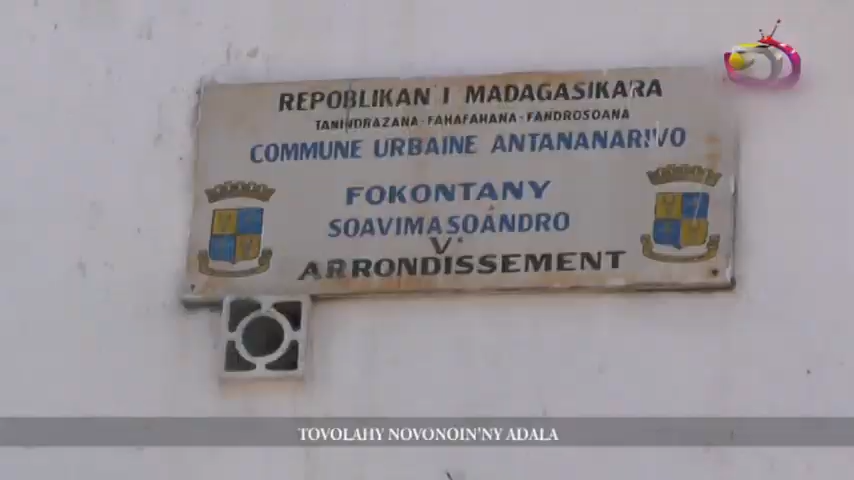 REPOBLIKAN'I MADAGASIKARA
TANINDRAZANA-FAHAFAHANA-FANDROSOANA
COMMUNE URBAINE ANTANANARIVO
FOKONTANY
SOAVIMASOANDRO
V°
ARRONDISSEMENT
TOVOLAHY NOVONOIN'NY ADALA